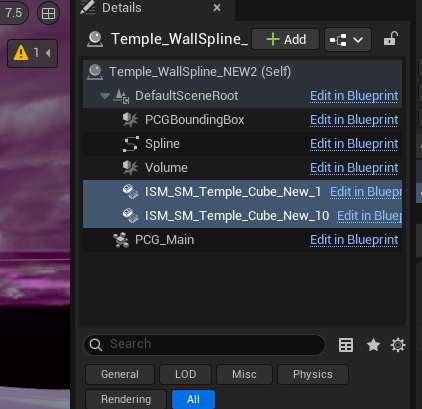 7.5
Details
1
Temple_WallSpline_
Add
Temple_WallSpline_NEW2 (Self)
DefaultSceneRoot Edit in Blueprint
PCGBoundingBox Edit in Blueprint
Spline Edit in Blueprint
Volume Edit in Blueprint
ISM_SM_Temple_Cube_New_1 Edit in Bluepr
ISM_SM_Temple_Cube_New_10 Edit in Bluepr
PCG_Main Edit in Blueprint
Search
General LOD Misc Physics
Rendering All